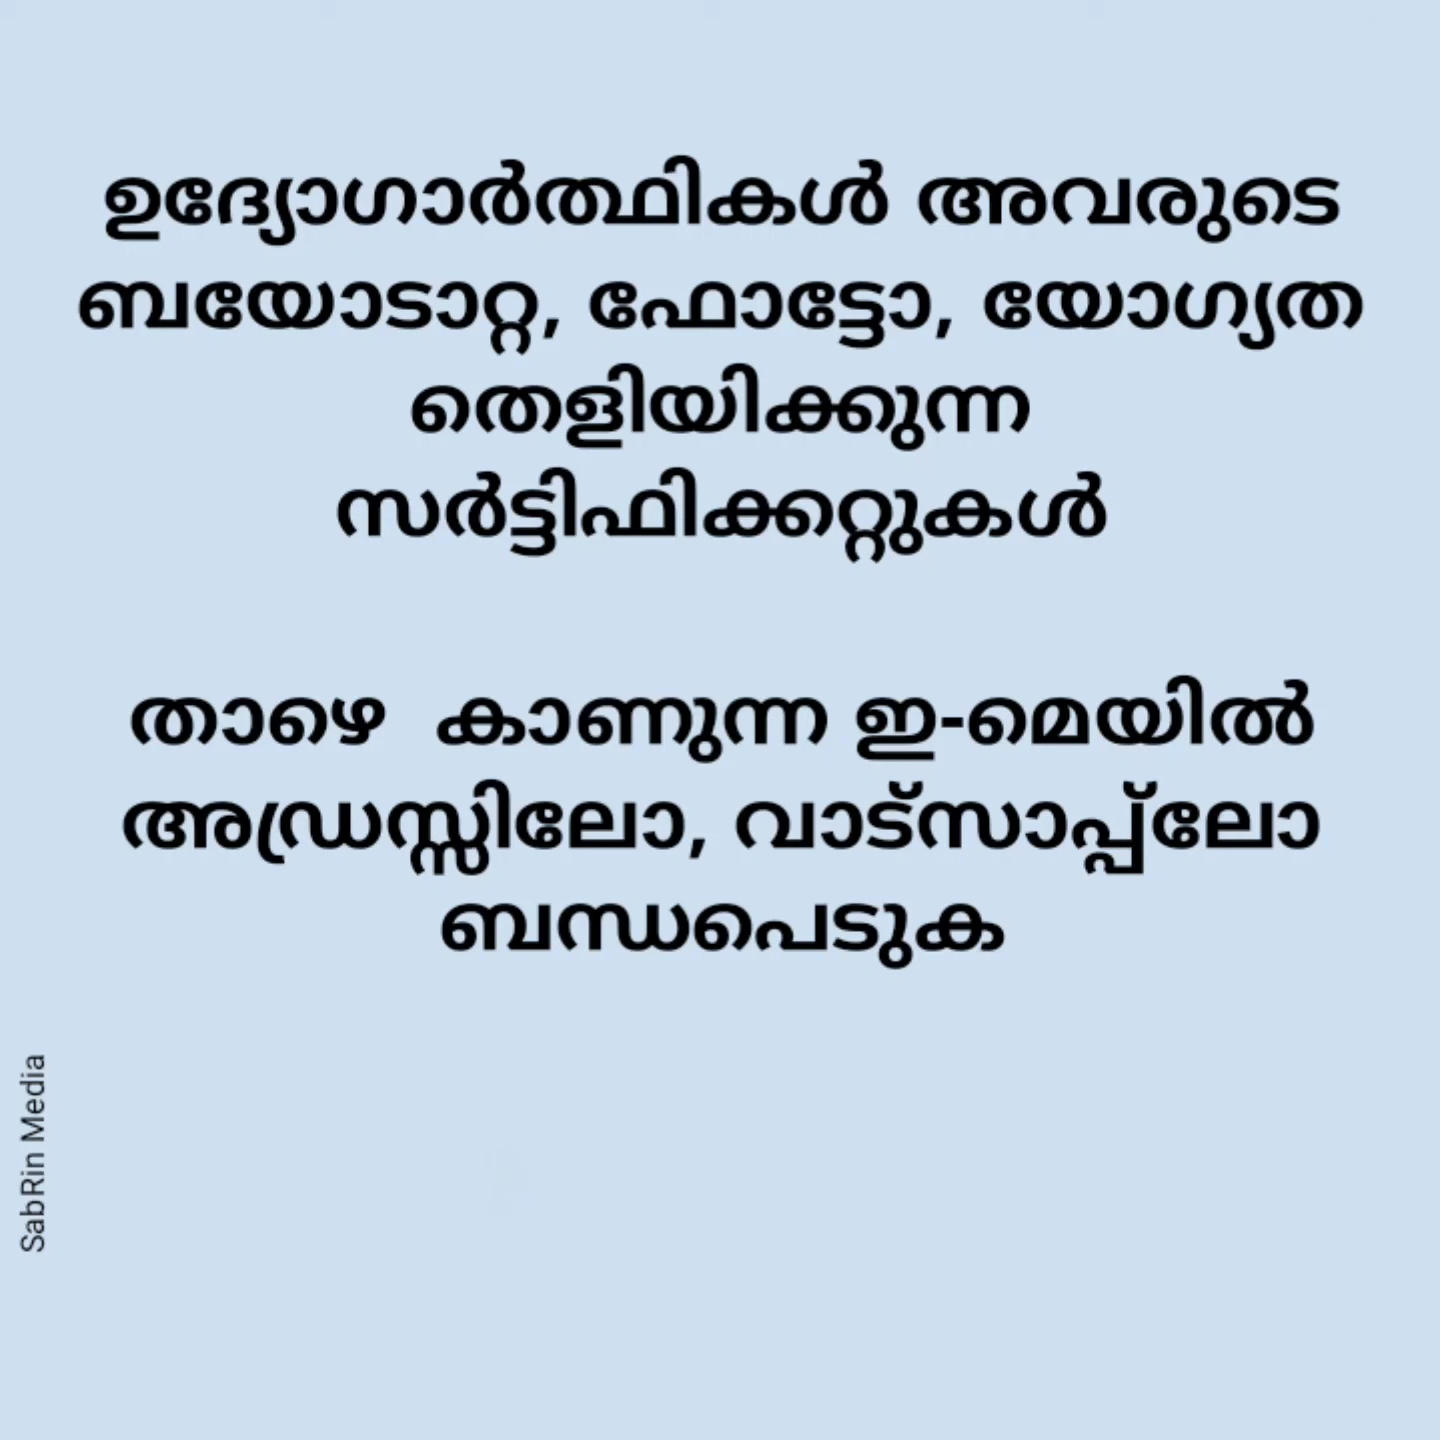 ഉദ്യോഗാർത്ഥികൾ അവരുടെ
ബയോടാറ്റ, ഫോട്ടോ, യോഗ്യത
തെളിയിക്കുന്ന
സർട്ടിഫിക്കറ്റുകൾ
താഴെ കാണുന്ന ഇ-മെയിൽ
അഡ്രസ്സിലോ, വാട്സാപ്പ്ലോ
ബന്ധപെടുക
SabRin Media